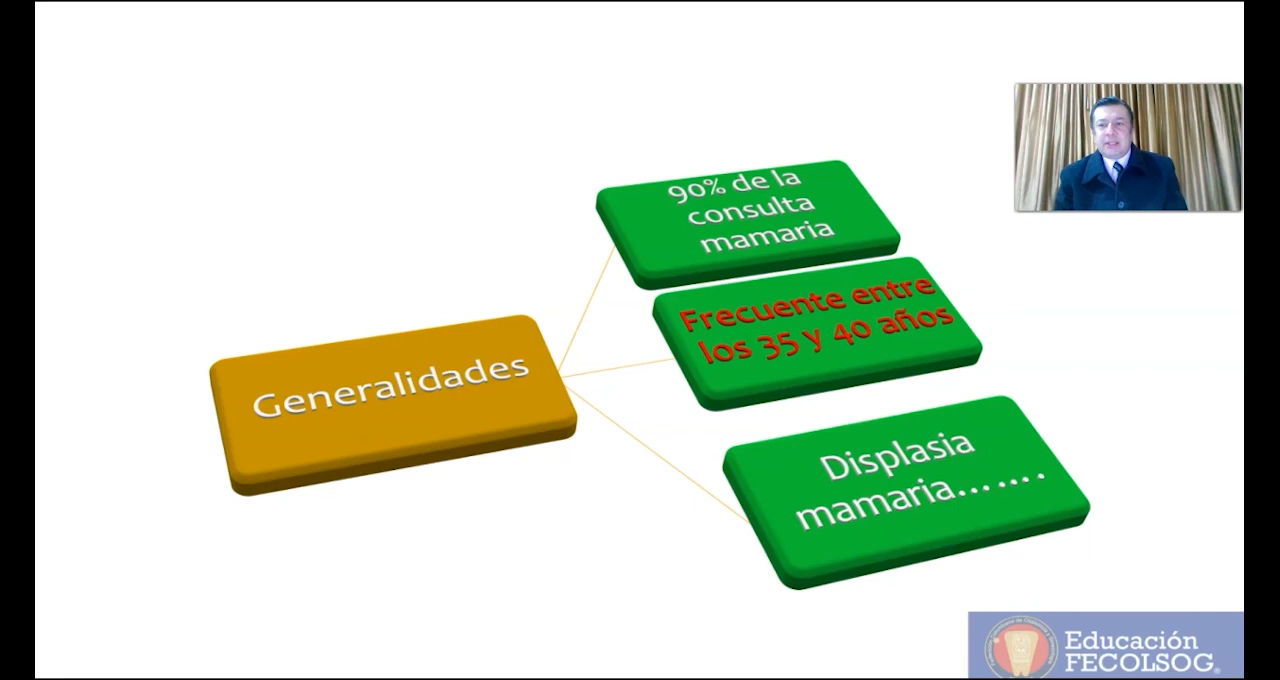 90% de la
consulta
mamaria
Frecuente entre
los 35 y 40 años
Generalidades
Displasia
mamaria.......
Educación
FECOLSOG®